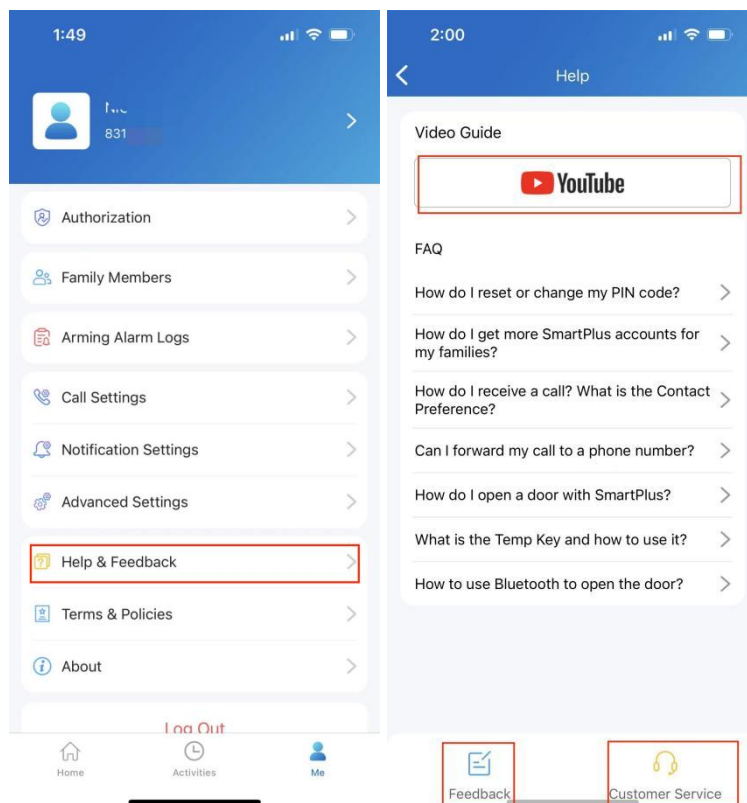 1:49
831
Authorization
Family Members
Arming Alarm Logs
Call Settings
Notification Settings
Advanced Settings
Help & Feedback
Terms & Policies
About
Log Out
Home
Activities
Me
2:00
Help
Video Guide
YouTube
FAQ
How do I reset or change my PIN code?
How do I get more SmartPlus accounts for
my families?
How do I receive a call? What is the Contact
Preference?
Can I forward my call to a phone number?
How do I open a door with SmartPlus?
What is the Temp Key and how to use it?
How to use Bluetooth to open the door?
Feedback
Customer Service